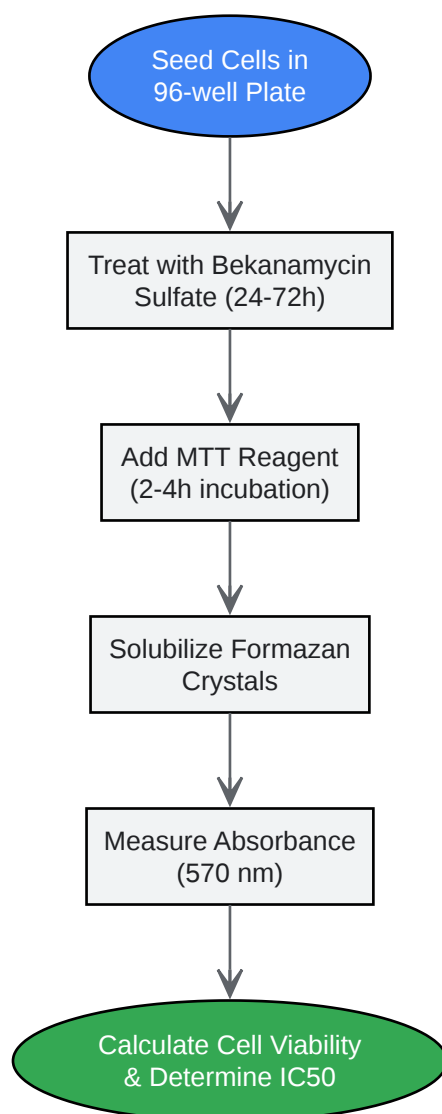 Seed Cells in
96-well Plate
Treat with Bekanamycin
Sulfate (24-72h)
Add MTT Reagent
(2-4h incubation)
Solubilize Formazan
Crystals
Measure Absorbance
(570 nm)
Calculate Cell Viability
& Determine IC50